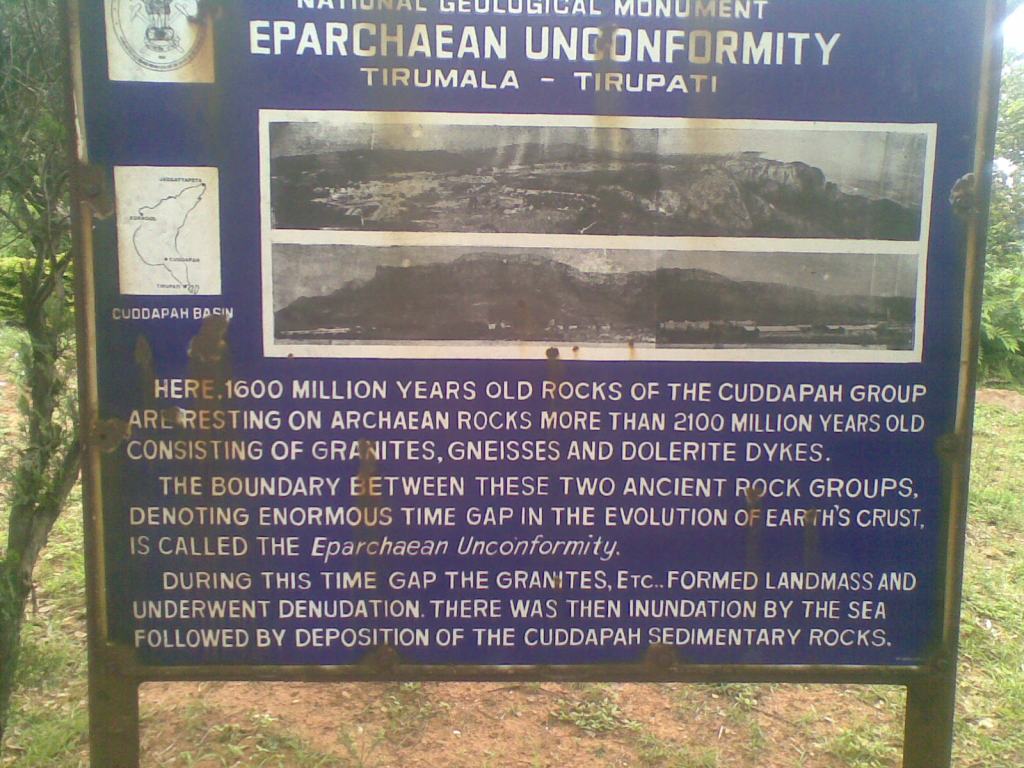 NATIONAL GEOLOGICAL MONUMENT
EPARCHAEAN UNCONFORMITY
TIRUMALA - TIRUPATI
JAGGAYYAPETA
KURNOOL
CUDDAPAH
TIRUPATI
CUDDAPAH BASIN
HERE, 1600 MILLION YEARS OLD ROCKS OF THE CUDDAPAH GROUP
ARE RESTING ON ARCHAEAN ROCKS MORE THAN 2100 MILLION YEARS OLD
CONSISTING OF GRANITES, GNEISSES AND DOLERITE DYKES.
THE BOUNDARY BETWEEN THESE TWO ANCIENT ROCK GROUPS,
DENOTING ENORMOUS TIME GAP IN THE EVOLUTION OF EARTH'S CRUST,
IS CALLED THE Eparchaean Unconformity.
DURING THIS TIME GAP THE GRANITES, ETC.. FORMED LANDMASS AND
UNDERWENT DENUDATION. THERE WAS THEN INUNDATION BY THE SEA
FOLLOWED BY DEPOSITION OF THE CUDDAPAH SEDIMENTARY ROCKS.